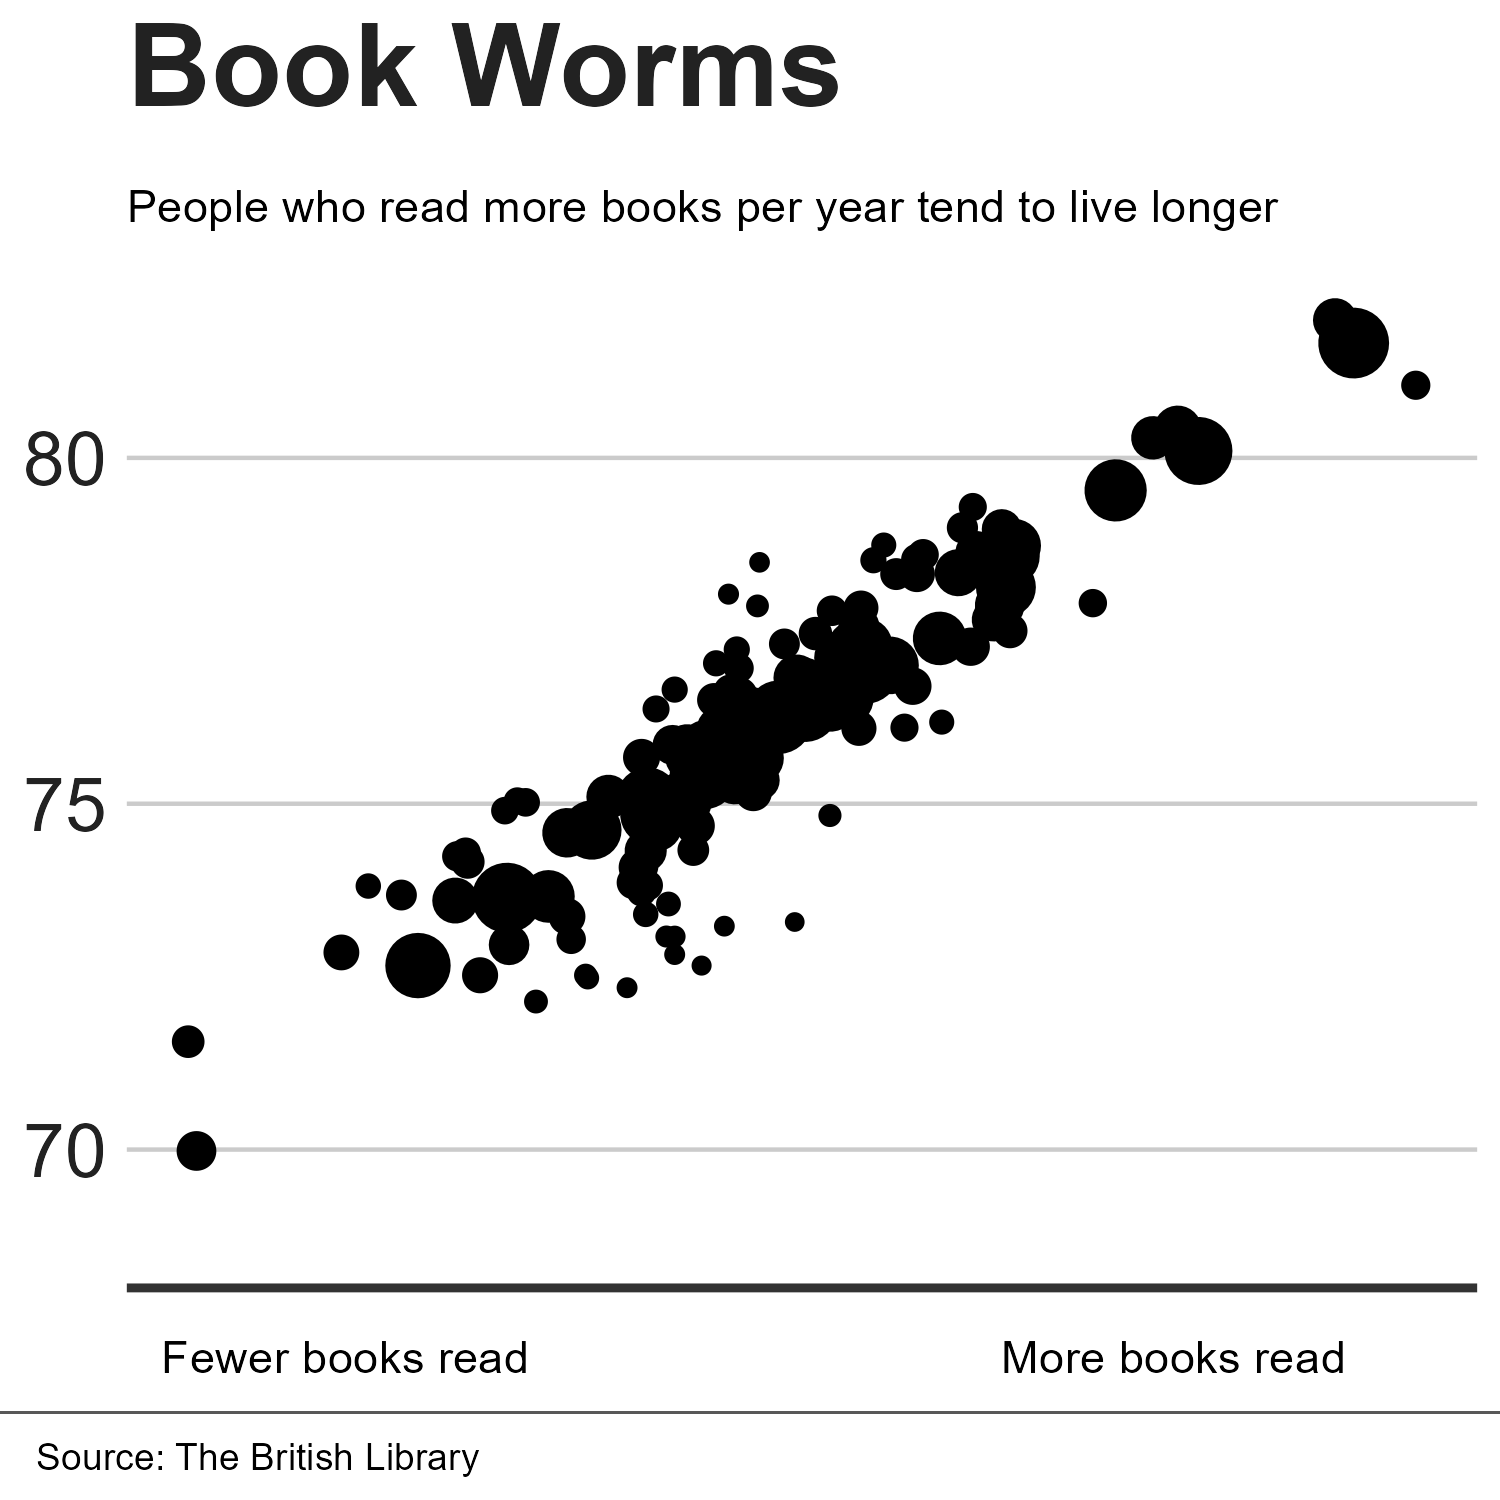 Book Worms
People who read more books per year tend to live longer
80
75
70
Fewer books read
More books read
Source: The British Library